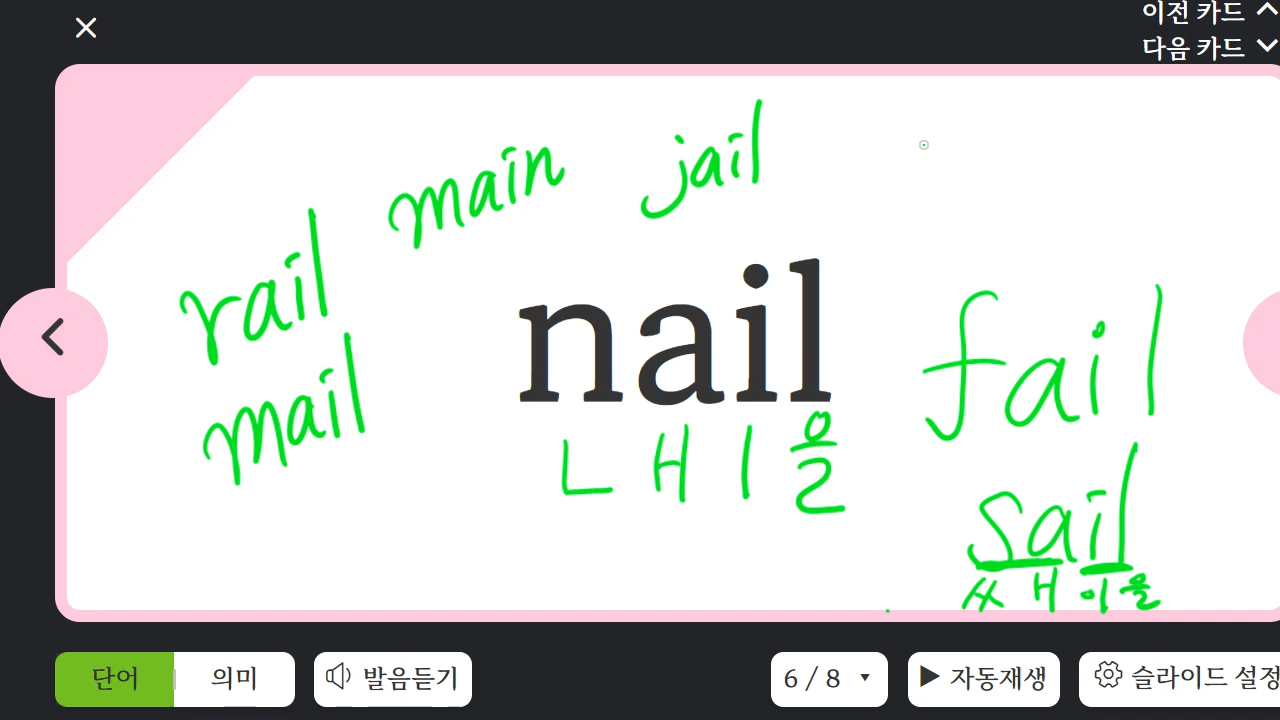 이전 카드
다음 카드
main jail
rail
nail
mail
fail
ㄴ ㅐ ㅣ 을
sail
ㅆ ㅐ 이 을
단어 의미 발음듣기 6 / 8 자동재생 슬라이드 설정